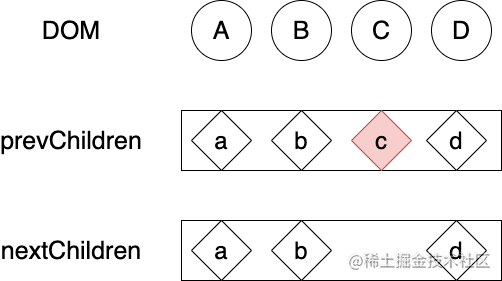 DOM A B C D
prevChildren a b c d
nextChildren a b d
@稀土掘金技术社区